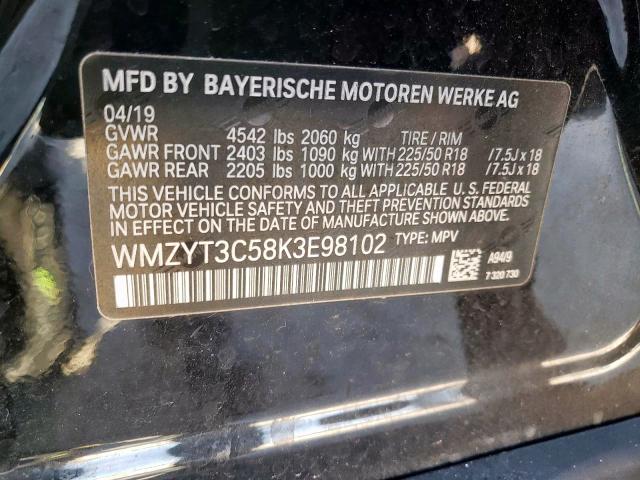 MFD BY BAYERISCHE MOTOREN WERKE AG
04/19
GVWR 4542 lbs 2060 kg TIRE / RIM
GAWR FRONT 2403 lbs 1090 kg WITH 225/50 R18 /7.5J x 18
GAWR REAR 2205 lbs 1000 kg WITH 225/50 R18 /7.5J x 18
THIS VEHICLE CONFORMS TO ALL APPLICABLE U. S. FEDERAL
MOTOR VEHICLE SAFETY AND THEFT PREVENTION STANDARDS
IN EFFECT ON THE DATE OF MANUFACTURE SHOWN ABOVE.
WMZYT3C58K3E98102 TYPE: MPV
A94/9
7 320 730